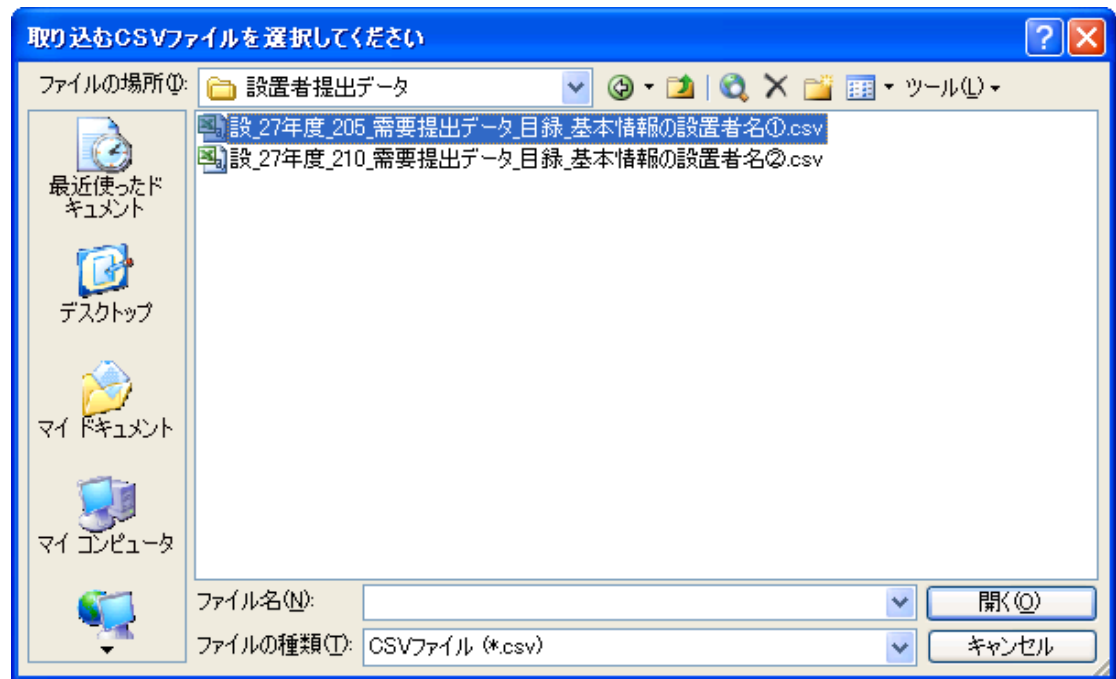 取り込むCSVファイルを選択してください
ファイルの場所(I):
設置者提出データ
ツール(L)
設_27年度_205_需要提出データ_目録_基本情報の設置者名①.csv
設_27年度_210_需要提出データ_目録_基本情報の設置者名②.csv
最近使ったド
キュメント
デスクトップ
マイ ドキュメント
マイ コンピュータ
ファイル名(N):
開く(O)
ファイルの種類(T):
CSVファイル (*.csv)
キャンセル